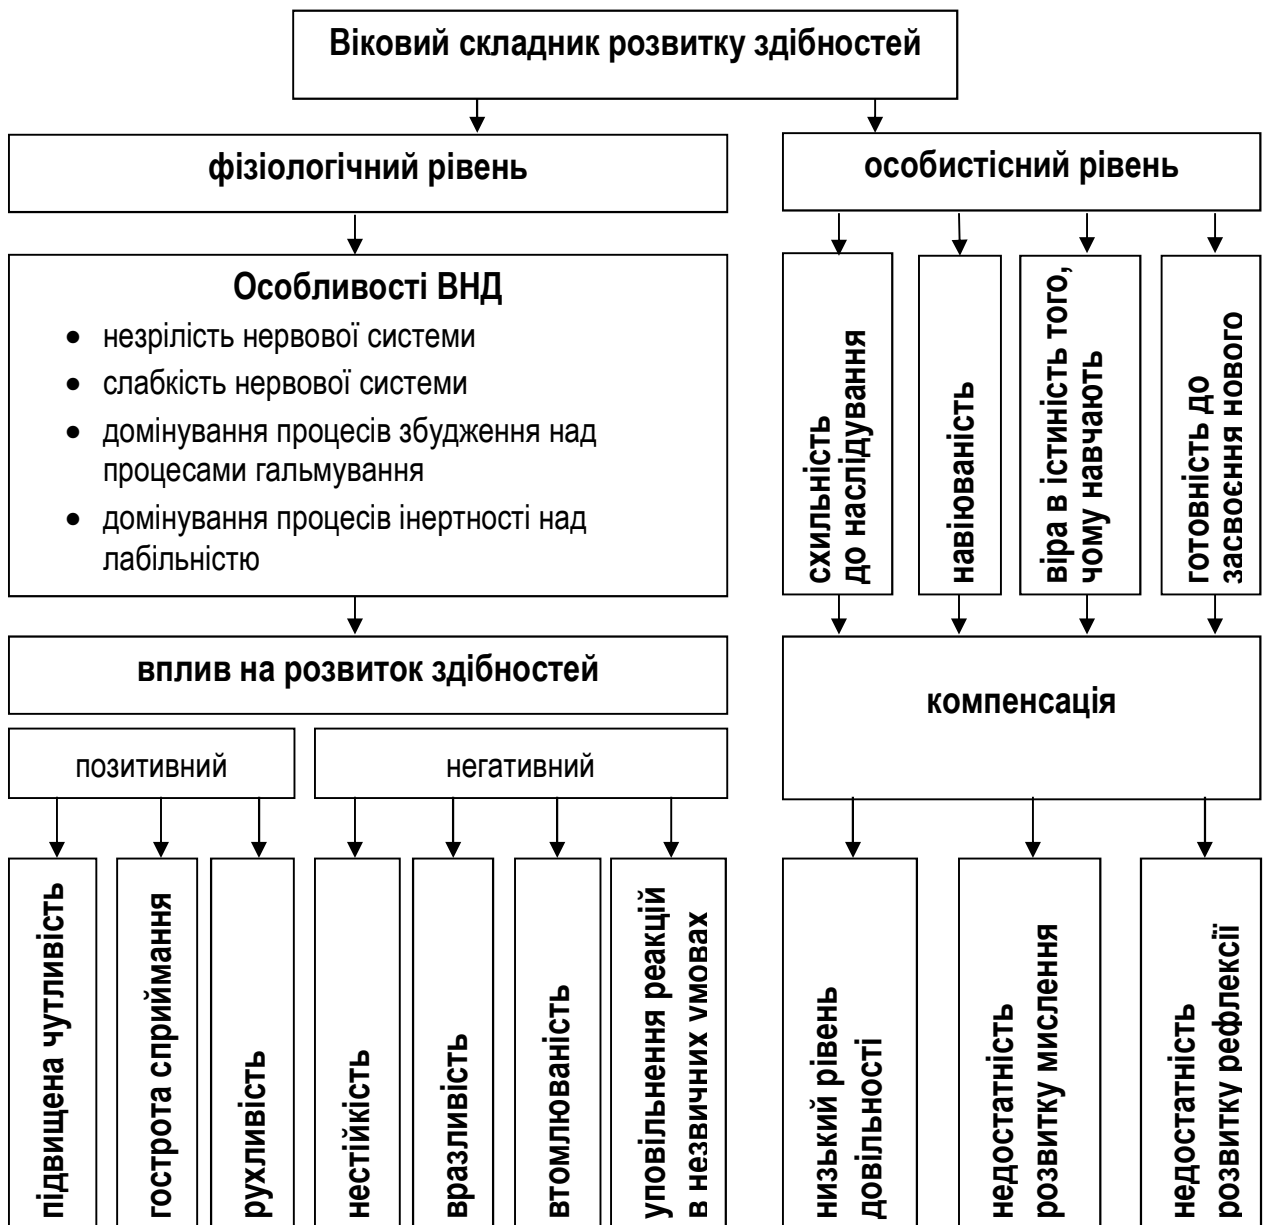 Віковий складник розвитку здібностей
фізіологічний рівень
особистісний рівень
Особливості ВНД
• незрілість нервової системи
• слабкість нервової системи
• домінування процесів збудження над
процесами гальмування
• домінування процесів інертності над
лабільністю
схильність
до наслідування
навіюваність
віра в істиність того,
чому навчають
готовність до
засвоєння нового
вплив на розвиток здібностей
компенсація
позитивний
негативний
підвищена чутливість
гострота сприймання
рухливість
нестійкість
вразливість
втомлюваність
уповільнення реакцій
в незвичних умовах
низький рівень
довільності
недостатність
розвитку мислення
недостатність
розвитку рефлексії